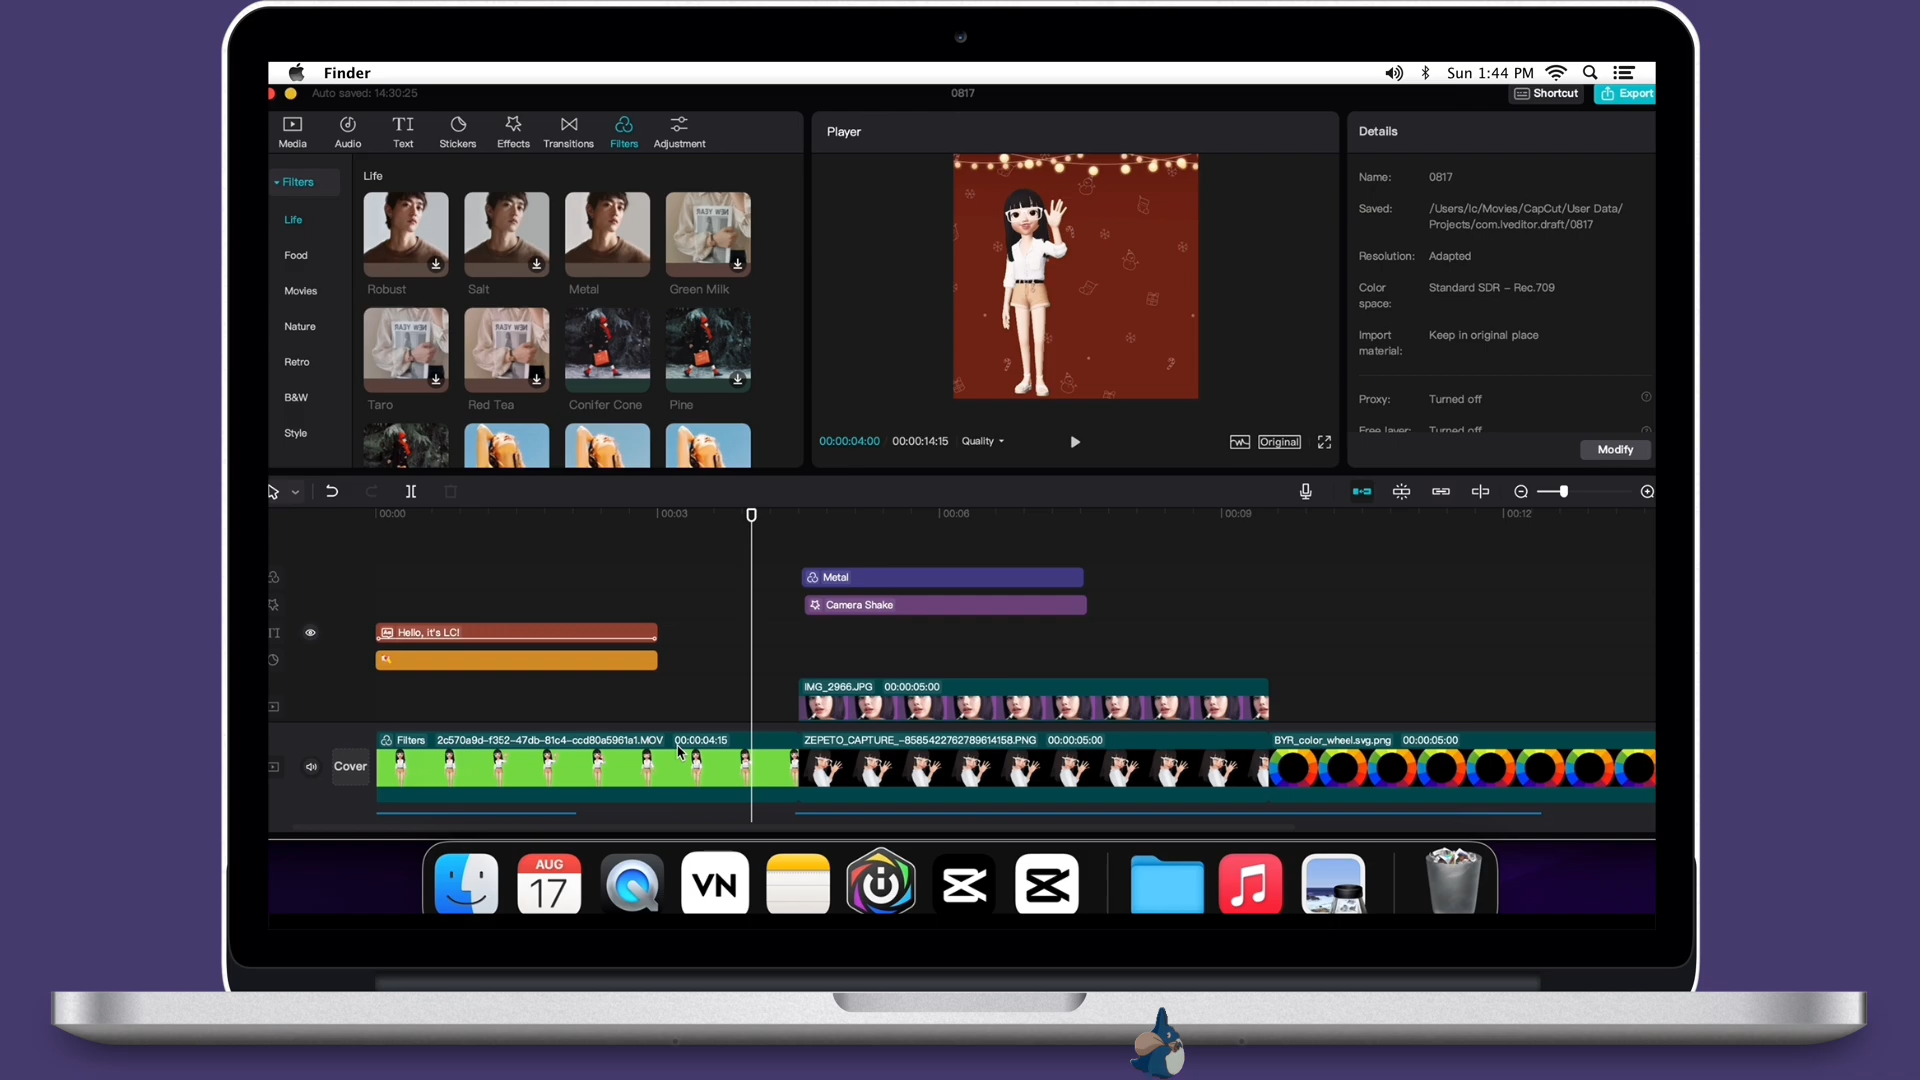 Finder
Sun 1:44 PM
Auto saved: 14:30:25
0817
Shortcut
Export
Media
Audio
TI
Text
Stickers
Effects
Transitions
Filters
Adjustment
Player
Details
Filters
Life
Food
Movies
Nature
Retro
B&W
Style
Life
Robust
Salt
Metal
Green Milk
Taro
Red Tea
Conifer Cone
Pine
00:00:04:00
00:00:14:15
Quality
Original
Name: 0817
Saved: /Users/lc/Movies/CapCut/User Data/
Projects/com.lveditor.draft/0817
Resolution: Adapted
Color space: Standard SDR – Rec.709
Import material: Keep in original place
Proxy: Turned off
Free layer: Turned off
Modify
00:00
00:03
00:06
00:09
00:12
Metal
Camera Shake
TI
Hello, it's LC!
IMG_2966.JPG 00:00:05:00
Filters 2c570a9d-f352-47db-81c4-ccd80a5961a1.MOV 00:00:04:15
ZEPETO_CAPTURE_-8585422762789614158.PNG 00:00:05:00
BYR_color_wheel.svg.png 00:00:05:00
Cover
AUG
17
VN